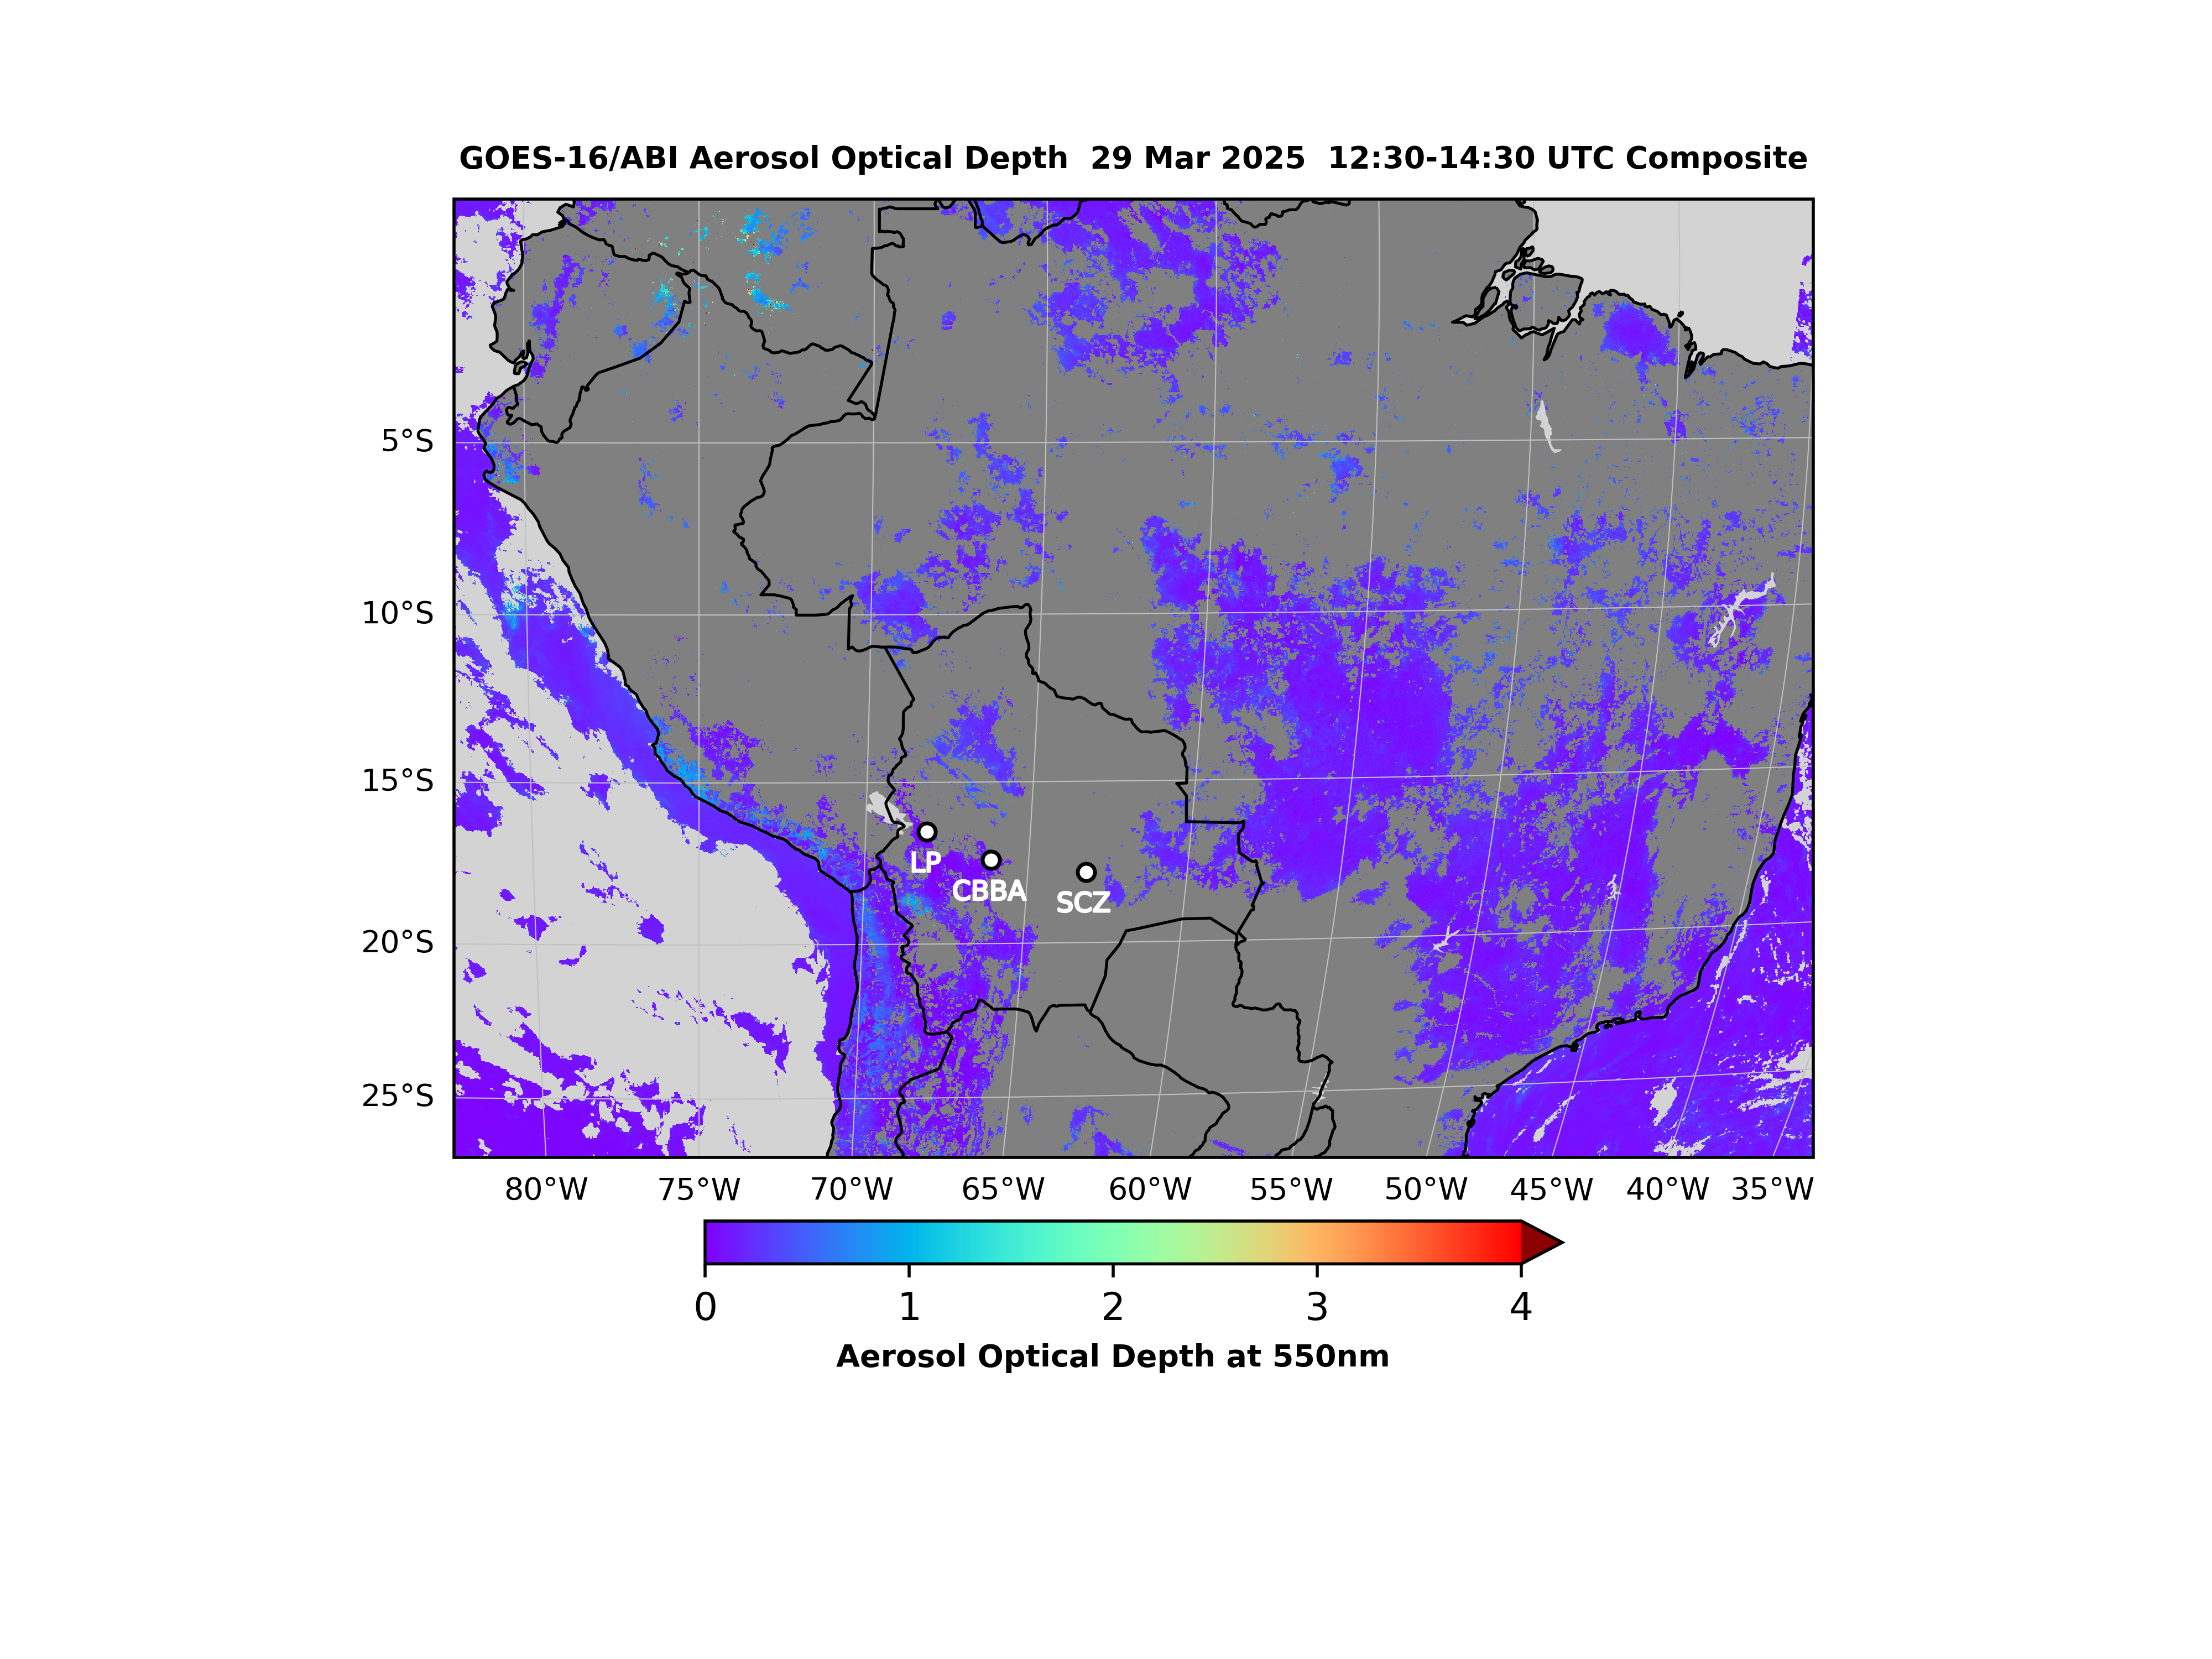 GOES-16/ABI Aerosol Optical Depth  29 Mar 2025  12:30-14:30 UTC Composite
5°S
10°S
15°S
20°S
25°S
LP
CBBA
SCZ
80°W 75°W 70°W 65°W 60°W 55°W 50°W 45°W 40°W 35°W
0 1 2 3 4
Aerosol Optical Depth at 550nm